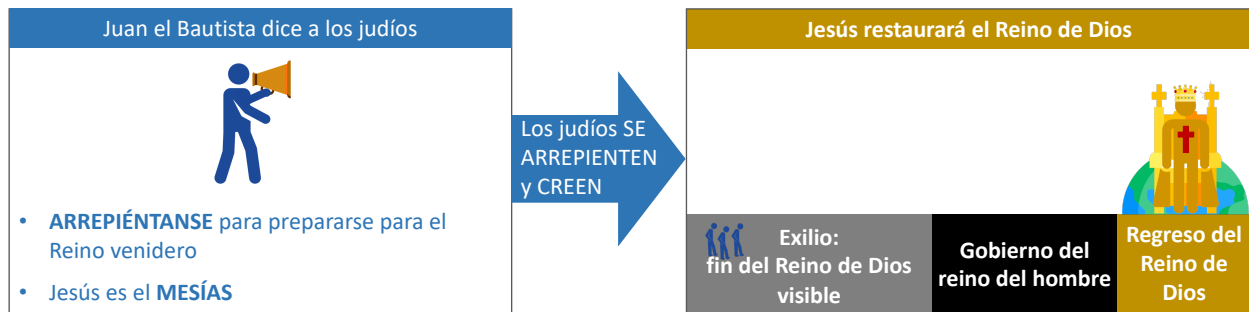 Juan el Bautista dice a los judíos
• ARREPIÉNTANSE para prepararse para el
Reino venidero
• Jesús es el MESÍAS
Los judíos SE
ARREPIENTEN
y CREEN
Jesús restaurará el Reino de Dios
Exilio:
fin del Reino de Dios
visible
Gobierno del
reino del hombre
Regreso del
Reino de
Dios